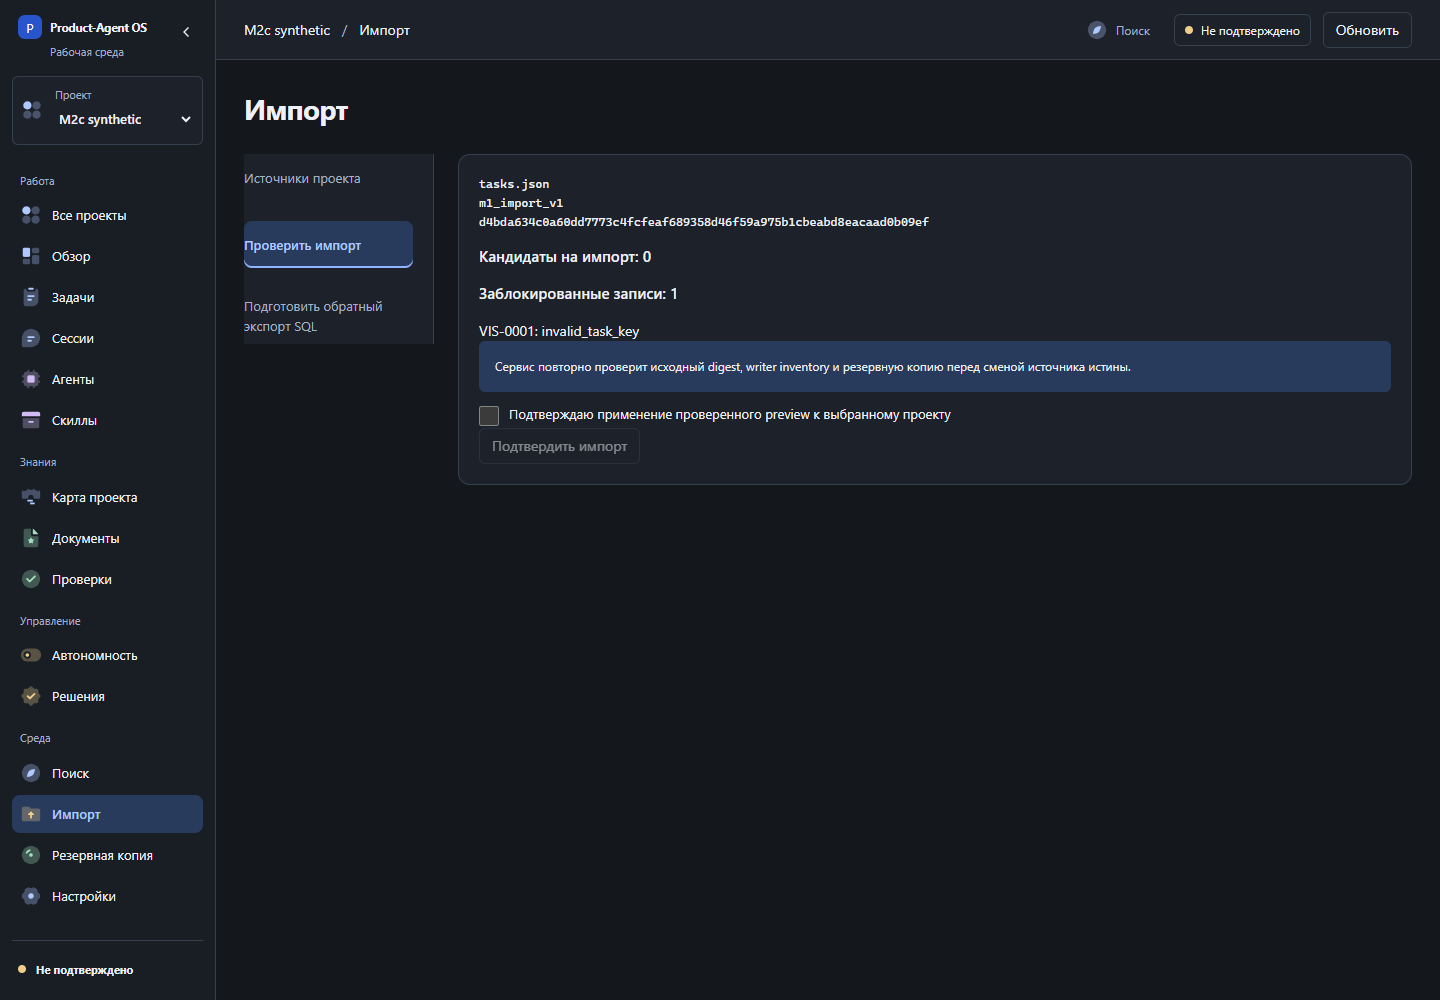 P
Product-Agent OS
Рабочая среда
Проект
M2c synthetic
Работа
Все проекты
Обзор
Задачи
Сессии
Агенты
Скиллы
Знания
Карта проекта
Документы
Проверки
Управление
Автономность
Решения
Среда
Поиск
Импорт
Резервная копия
Настройки
Не подтверждено
M2c synthetic / Импорт
Поиск
Не подтверждено
Обновить
Импорт
Источники проекта
Проверить импорт
Подготовить обратный
экспорт SQL
tasks.json
m1_import_v1
d4bda634c0a60dd7773c4fcfeaf689358d46f59a975b1cbeabd8eacaad0b09ef
Кандидаты на импорт: 0
Заблокированные записи: 1
VIS-0001: invalid_task_key
Сервис повторно проверит исходный digest, writer inventory и резервную копию перед сменой источника истины.
Подтверждаю применение проверенного preview к выбранному проекту
Подтвердить импорт